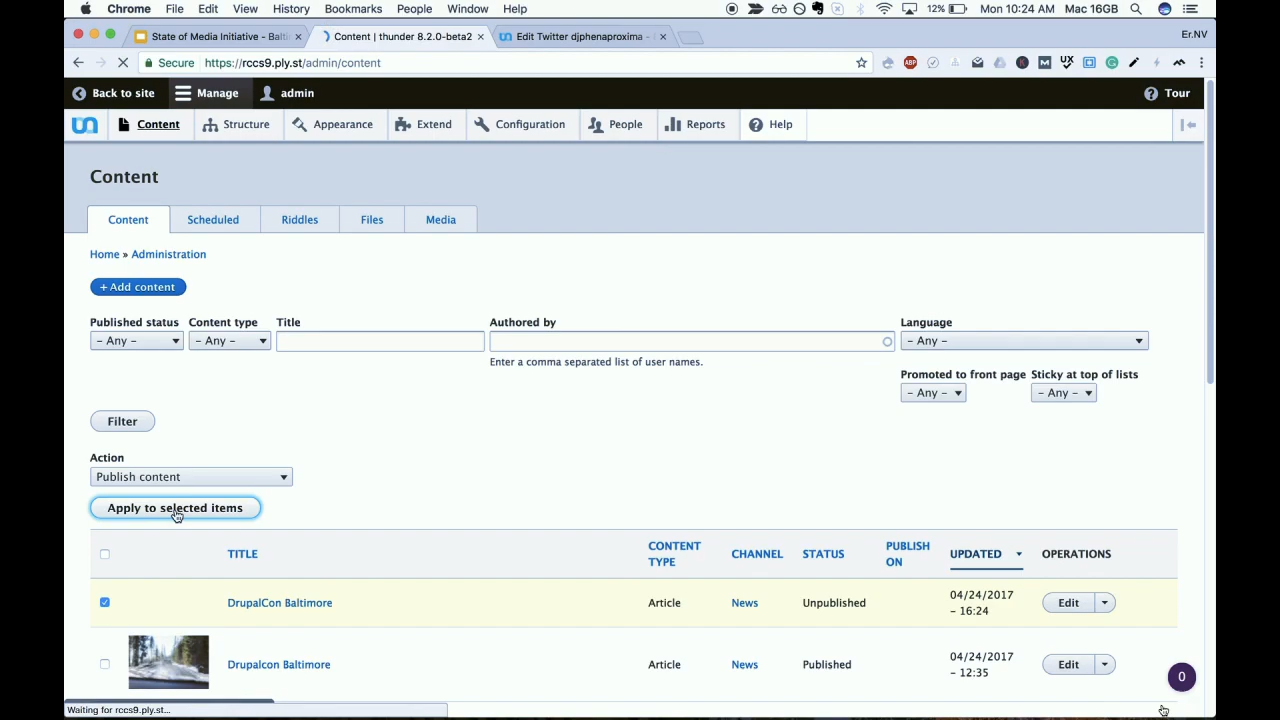 Chrome File Edit View History Bookmarks People Window Help 12% Mon 10:24 AM Mac 16GB
State of Media Initiative - Balti Content | thunder 8.2.0-beta2 Edit Twitter djphenaproxima - Er.NV
Secure https://rccs9.ply.st/admin/content
Back to site Manage admin Tour
Content Structure Appearance Extend Configuration People Reports Help
Content
Content Scheduled Riddles Files Media
Home » Administration
+ Add content
Published status Content type Title Authored by Language
- Any - - Any - - Any -
Enter a comma separated list of user names.
Promoted to front page Sticky at top of lists
- Any - - Any -
Filter
Action
Publish content
Apply to selected items
TITLE CONTENT TYPE CHANNEL STATUS PUBLISH ON UPDATED OPERATIONS
DrupalCon Baltimore Article News Unpublished 04/24/2017 - 16:24 Edit
Drupalcon Baltimore Article News Published 04/24/2017 - 12:35 Edit
0
Waiting for rccs9.ply.st...